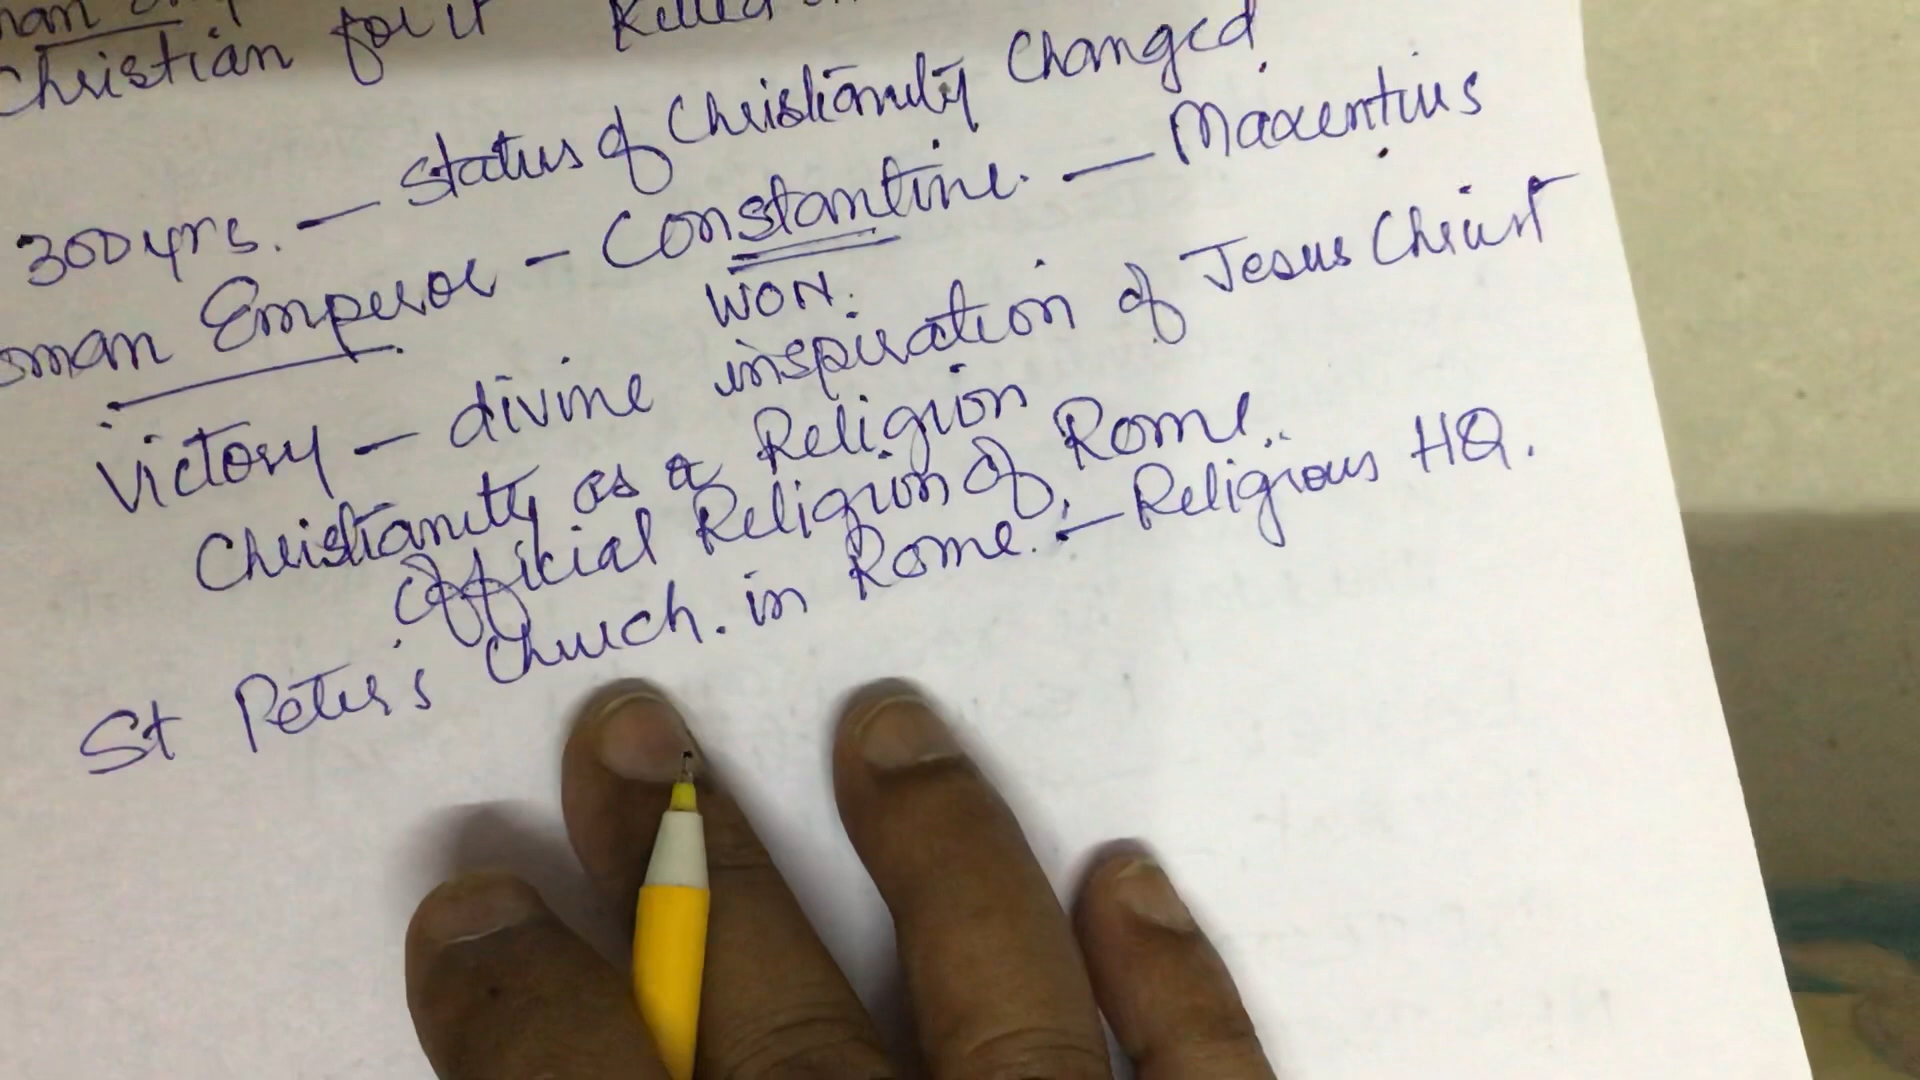 Christian for it Killed
300 yrs. — Status of Christianity Changed
Emperor - Constantine. — Maxentius
WON.
Victory — divine inspiration of Jesus Christ
Christianity as a Religion
Official Religion of Rome.
St Peter's Church. in Rome. — Religious HQ.